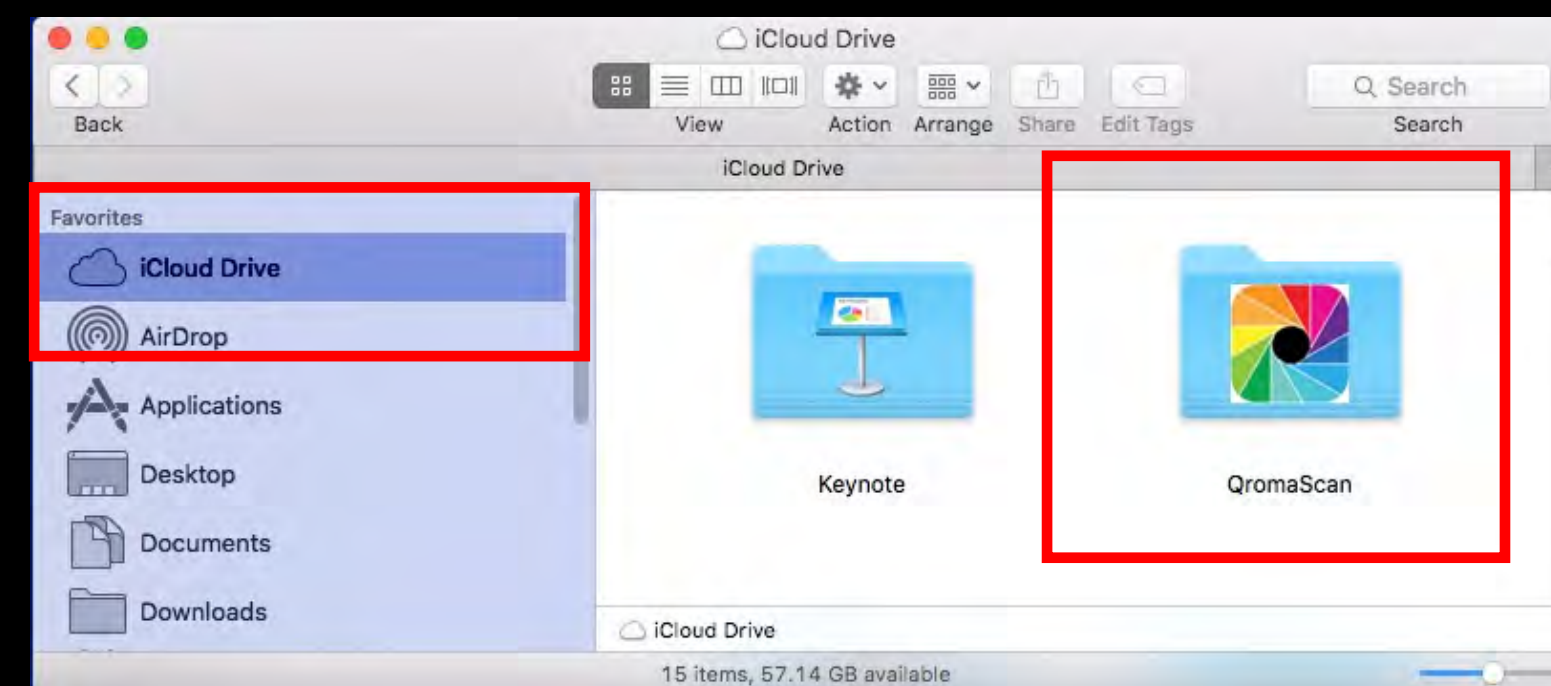 iCloud Drive
Search
Back View Action Arrange Share Edit Tags Search
iCloud Drive
Favorites
iCloud Drive
AirDrop
Applications
Desktop
Documents
Downloads
Keynote QromaScan
iCloud Drive
15 items, 57.14 GB available